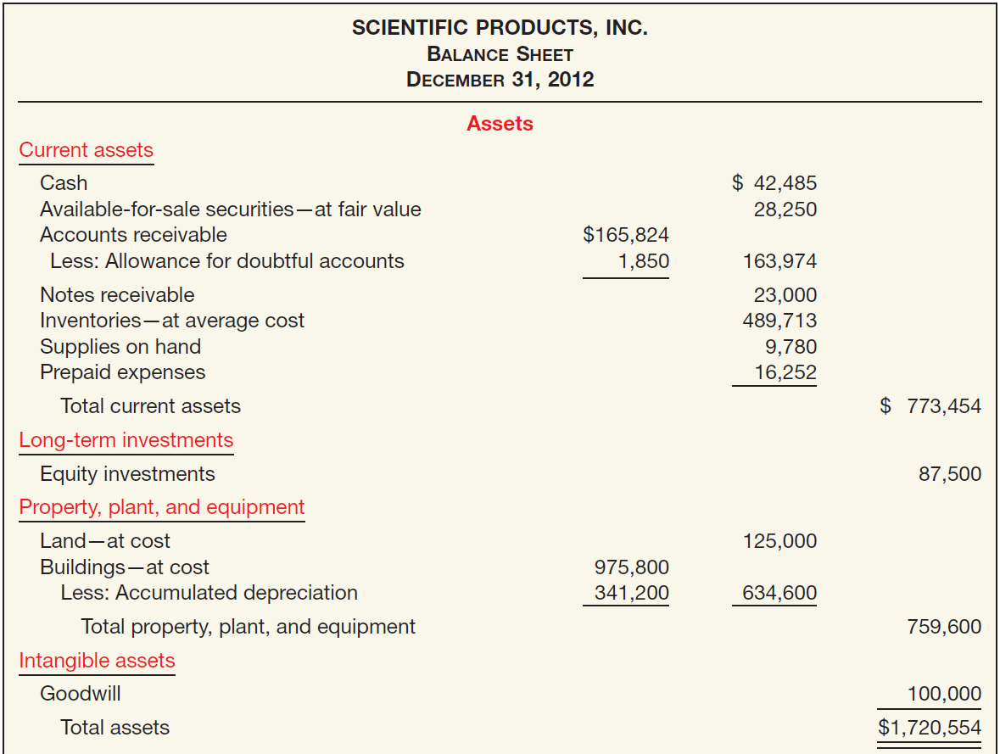 SCIENTIFIC PRODUCTS, INC.
BALANCE SHEET
DECEMBER 31, 2012
Assets
Current assets
Cash $ 42,485
Available-for-sale securities—at fair value 28,250
Accounts receivable $165,824
Less: Allowance for doubtful accounts 1,850 163,974
Notes receivable 23,000
Inventories—at average cost 489,713
Supplies on hand 9,780
Prepaid expenses 16,252
Total current assets $ 773,454
Long-term investments
Equity investments 87,500
Property, plant, and equipment
Land—at cost 125,000
Buildings—at cost 975,800
Less: Accumulated depreciation 341,200 634,600
Total property, plant, and equipment 759,600
Intangible assets
Goodwill 100,000
Total assets $1,720,554